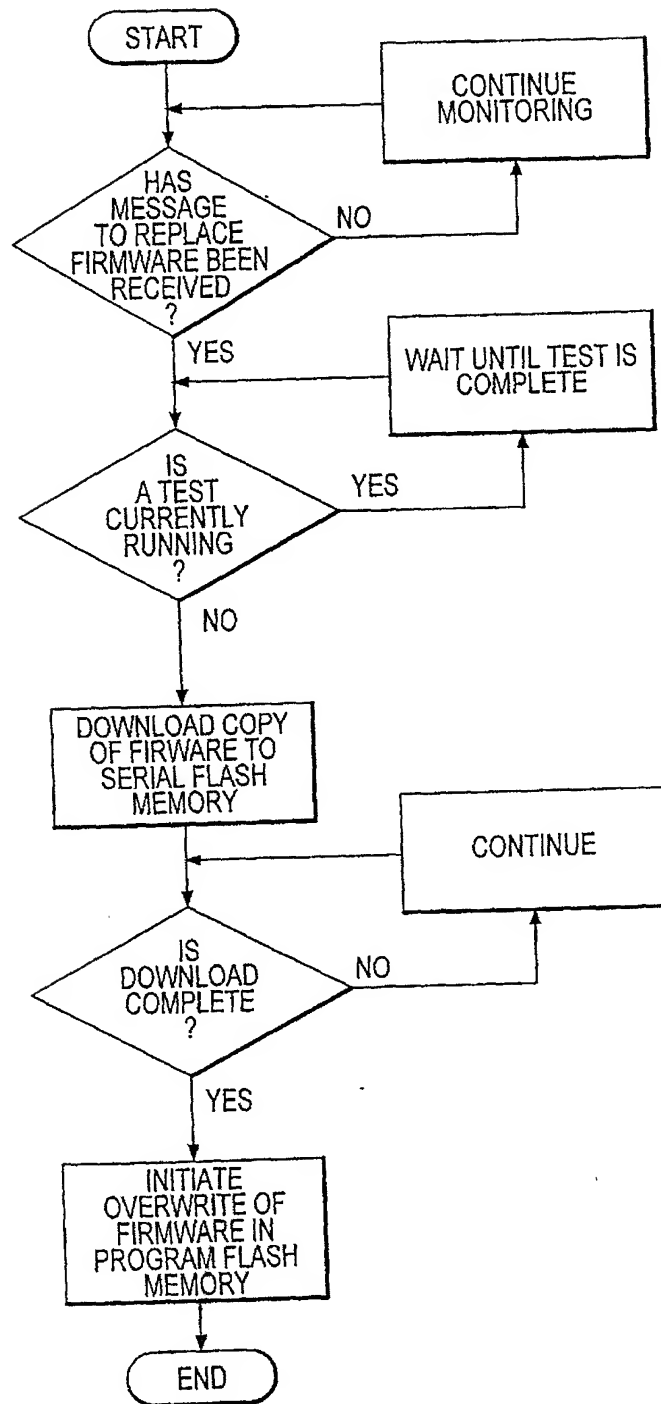 START
CONTINUE
MONITORING
HAS
MESSAGE
TO REPLACE
FIRMWARE BEEN
RECEIVED
?
NO
YES
WAIT UNTIL TEST IS
COMPLETE
IS
A TEST
CURRENTLY
RUNNING
?
YES
NO
DOWNLOAD COPY
OF FIRWARE TO
SERIAL FLASH
MEMORY
CONTINUE
IS
DOWNLOAD
COMPLETE
?
NO
YES
INITIATE
OVERWRITE OF
FIRMWARE IN
PROGRAM FLASH
MEMORY
END